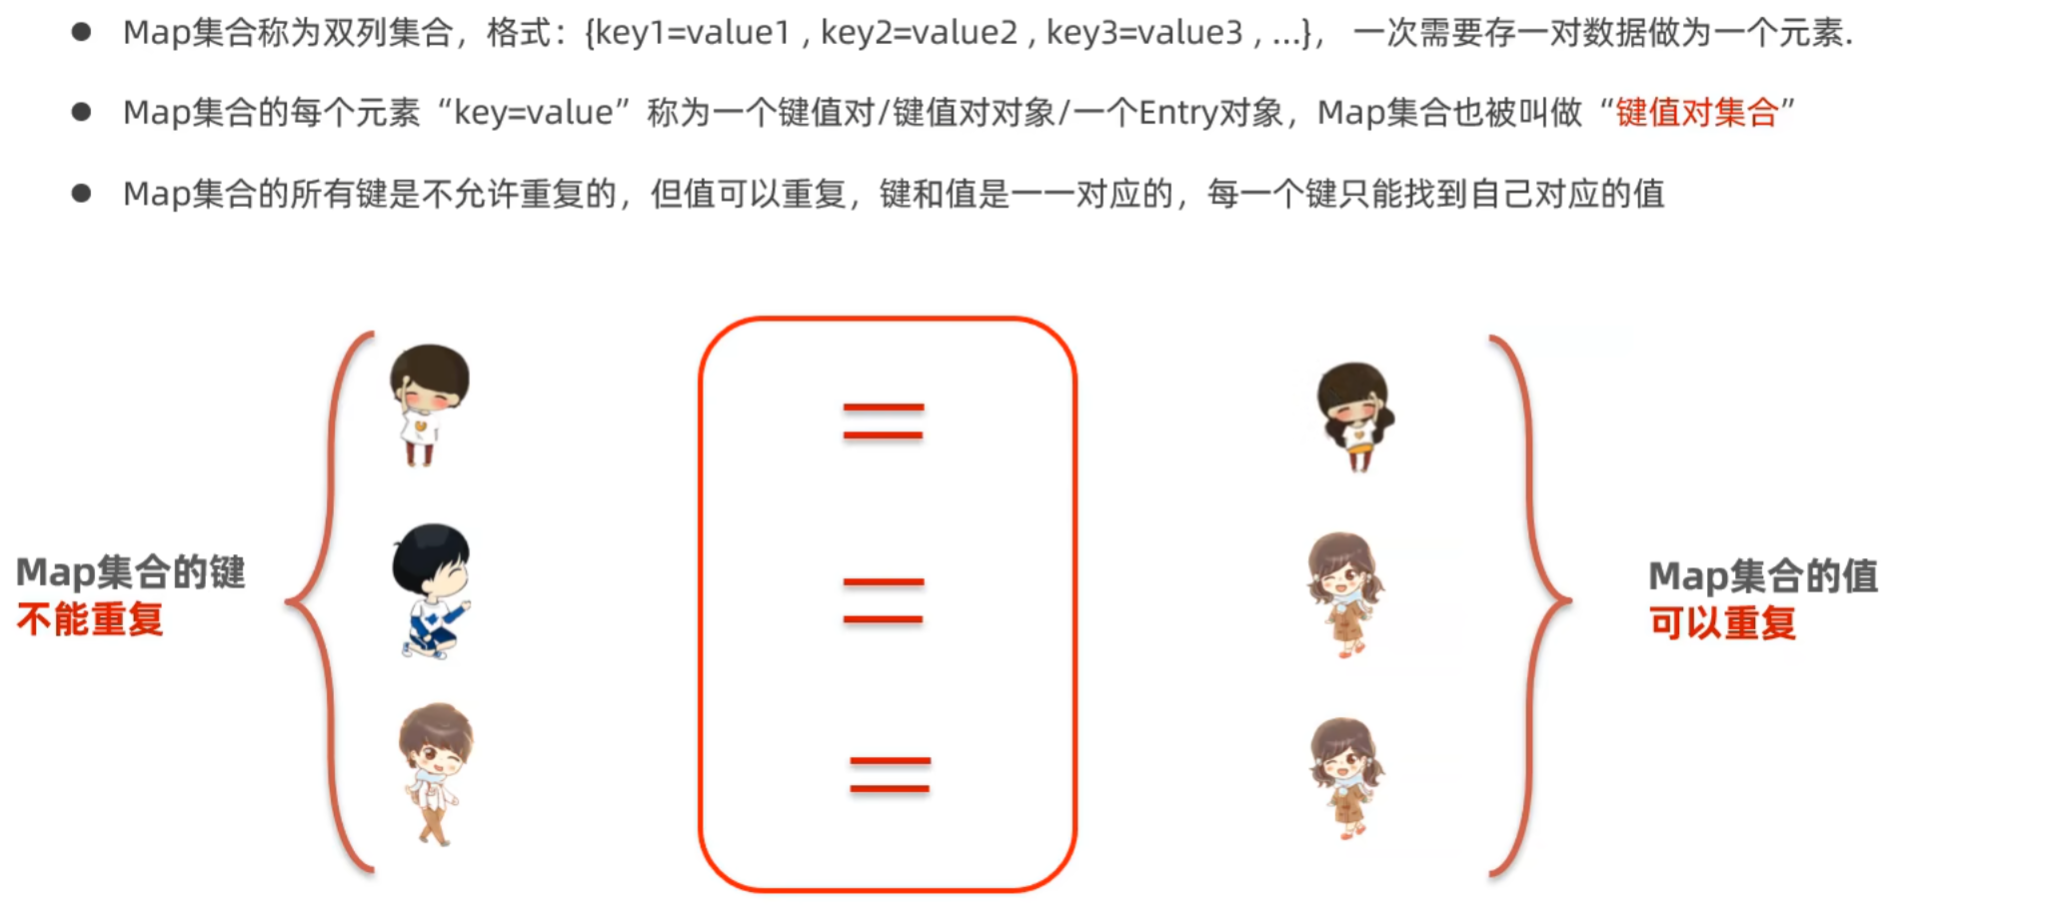 Map集合称为双列集合，格式：{key1=value1 , key2=value2 , key3=value3 , ...}， 一次需要存一对数据做为一个元素.
Map集合的每个元素“key=value”称为一个键值对/键值对对象/一个Entry对象，Map集合也被叫做“键值对集合”
Map集合的所有键是不允许重复的，但值可以重复，键和值是一一对应的，每一个键只能找到自己对应的值
Map集合的键
不能重复
Map集合的值
可以重复